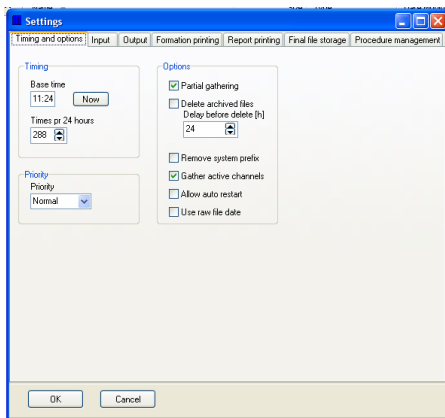 Settings
Timing and options Input Output Formation printing Report printing Final file storage Procedure management
Timing
Base time
11:24 Now
Times pr 24 hours
288
Priority
Priority
Normal
Options
Partial gathering
Delete archived files
Delay before delete [h]
24
Remove system prefix
Gather active channels
Allow auto restart
Use raw file date
OK Cancel